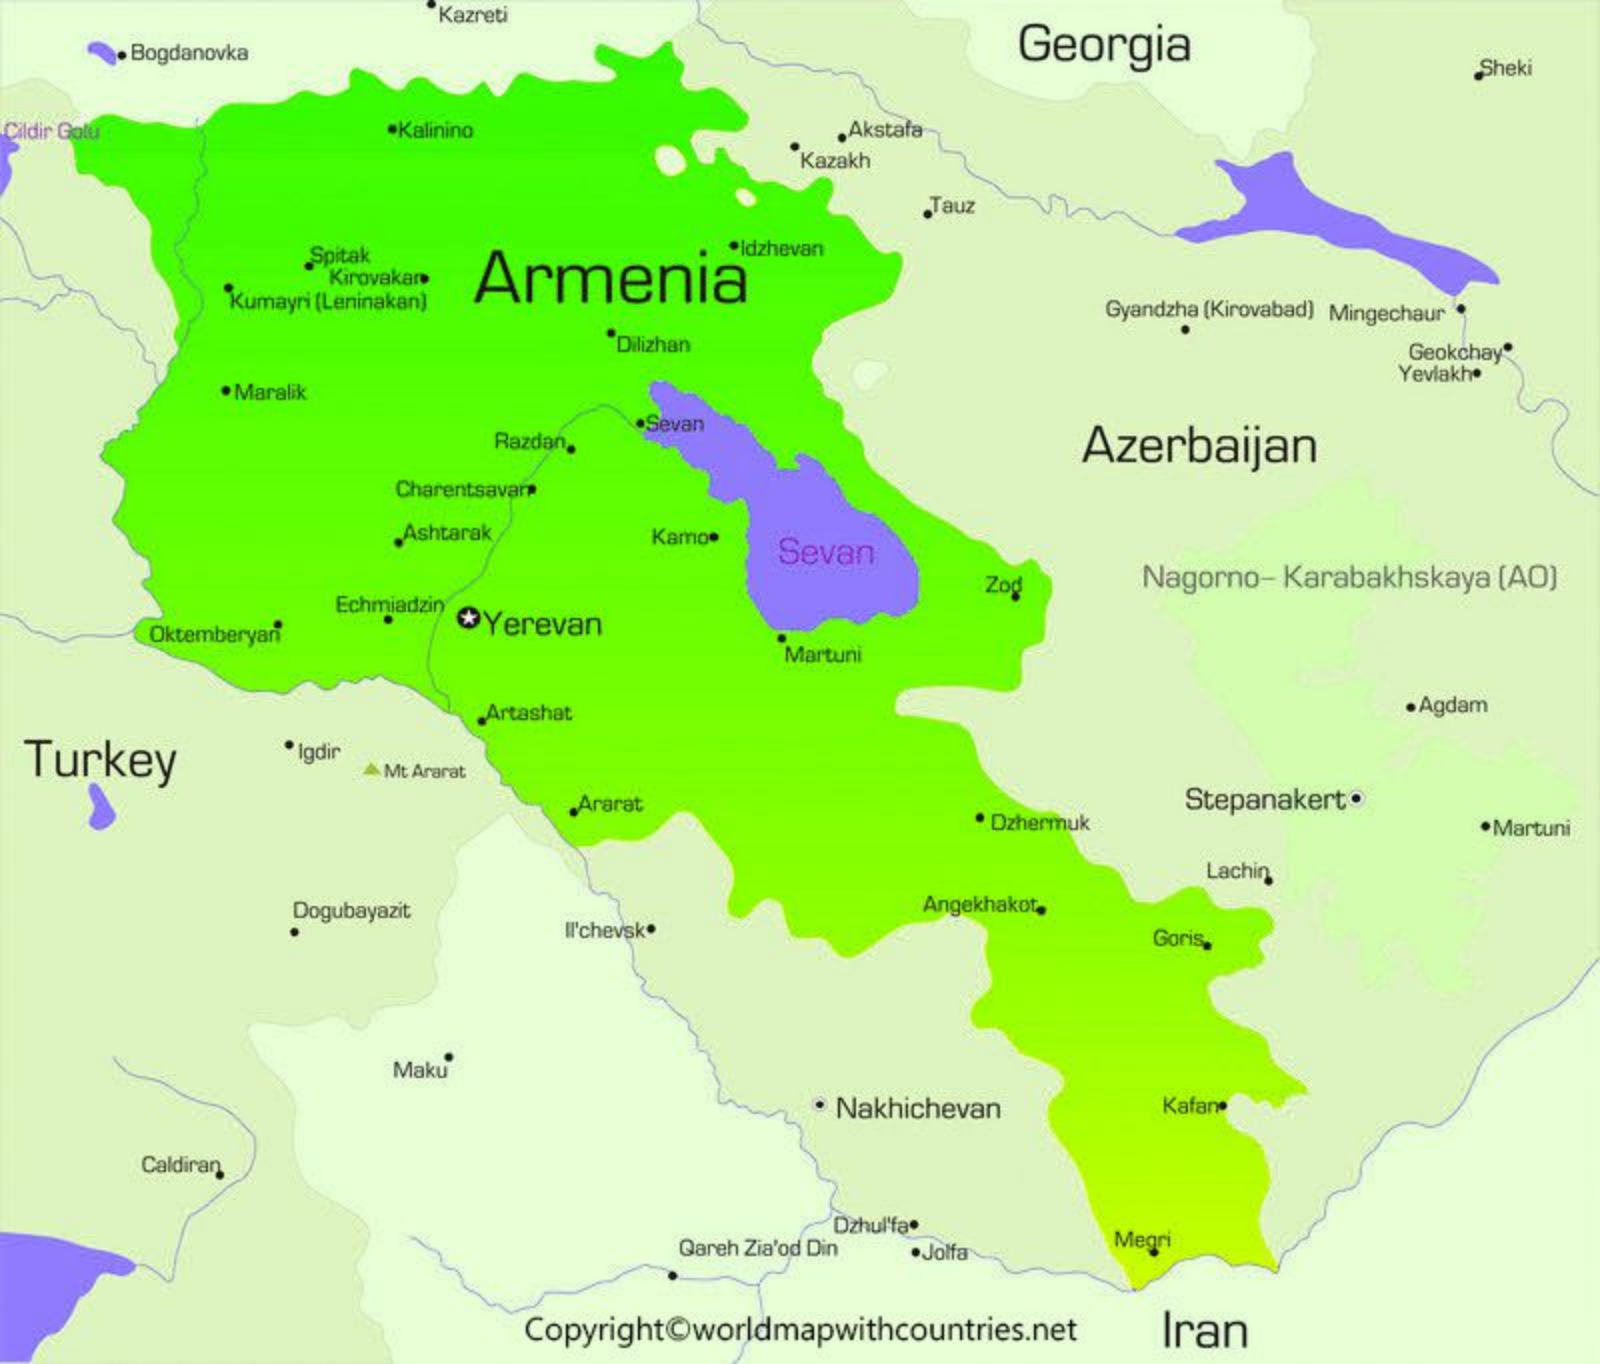 Kazreti
Bogdanovka
Georgia
Sheki
Cildir Golu
Kalinino
Akstafa
Kazakh
Tauz
Idzhevan
Spitak
Kirovakan
Armenia
Kumayri (Leninakan)
Gyandzha (Kirovabad)
Mingechaur
Dilizhan
Geokchay
Yevlakh
Maralik
Sevan
Razdan
Azerbaijan
Charentsavan
Ashtarak
Kamo
Sevan
Nagorno- Karabakhskaya (AO)
Zod
Echmiadzin
Yerevan
Oktemberyan
Martuni
Agdam
Artashat
Turkey
Igdir
Mt Ararat
Ararat
Stepanakert
Dzhermuk
Martuni
Lachin
Angekhakot
Dogubayazit
Il'chevsk
Goris
Maku
Nakhichevan
Kafan
Caldiran
Dzhul'fa
Megri
Qareh Zia'od Din
Jolfa
Copyright©worldmapwithcountries.net
Iran